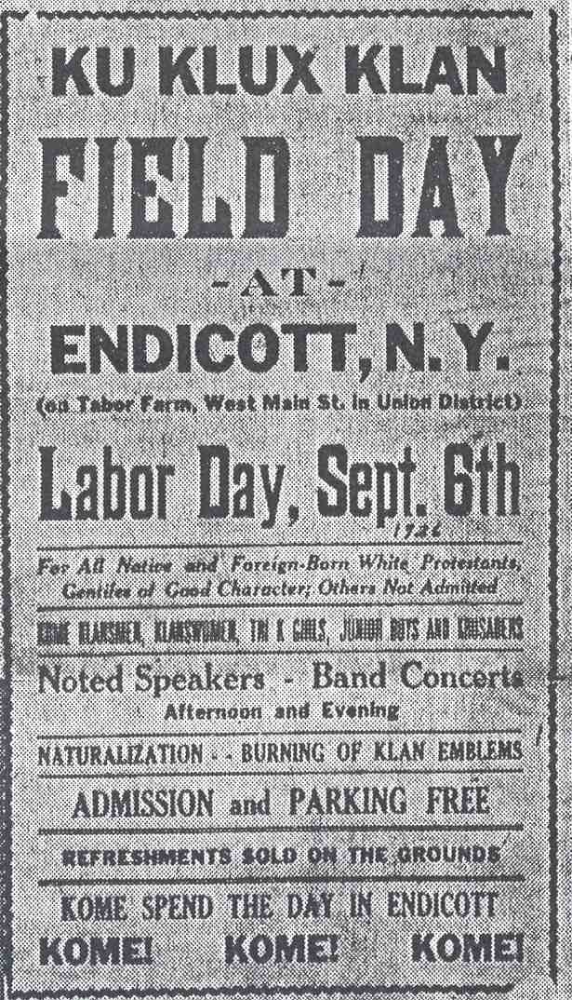 KU KLUX KLAN
FIELD DAY
- AT -
ENDICOTT, N.Y.
(on Tabor Farm, West Main St. in Union District)
Labor Day, Sept. 6th
1926
For All Native and Foreign-Born White Protestants,
Gentiles of Good Character; Others Not Admitted
KOME KLANSMEN, KLANSWOMEN, TRI K GIRLS, JUNIOR BOYS AND KRUSADERS
Noted Speakers - Band Concerts
Afternoon and Evening
NATURALIZATION - - BURNING OF KLAN EMBLEMS
ADMISSION and PARKING FREE
REFRESHMENTS SOLD ON THE GROUNDS
KOME SPEND THE DAY IN ENDICOTT
KOME! KOME! KOME!